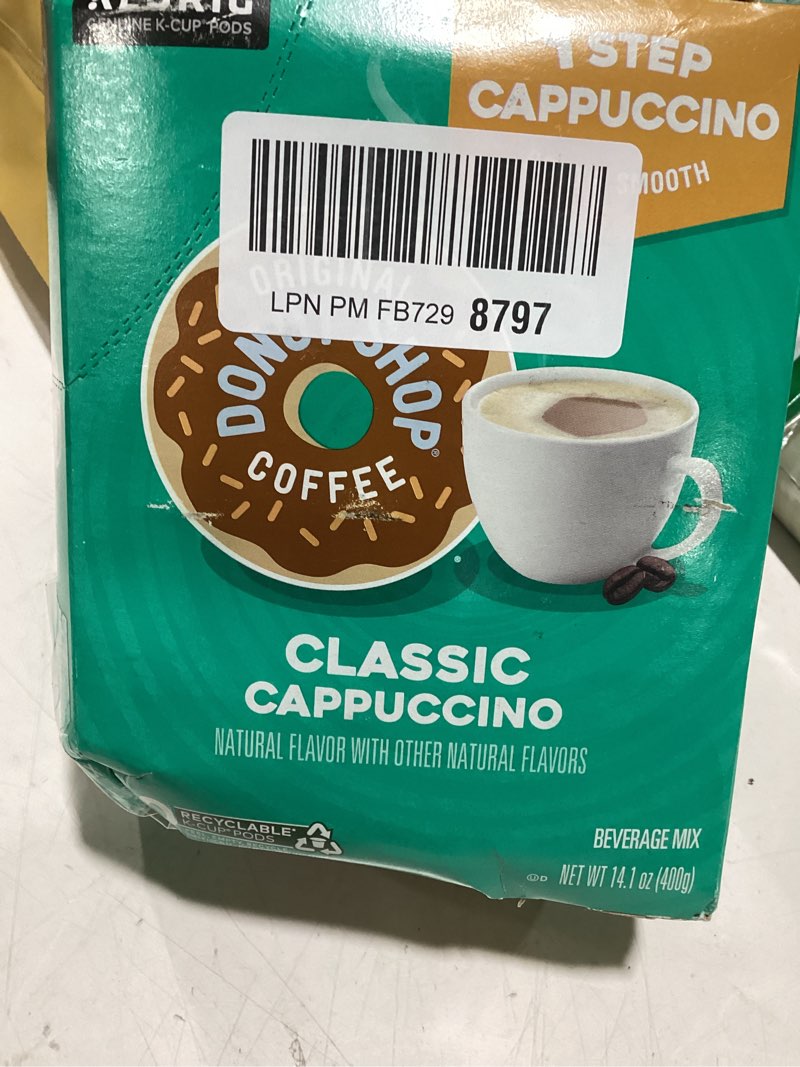 GENUINE K-CUP® PODS
1 STEP
CAPPUCCINO
SMOOTH
LPN PM FB729 8797
ORIGINAL
SHOP
COFFEE
CLASSIC
CAPPUCCINO
NATURAL FLAVOR WITH OTHER NATURAL FLAVORS
RECYCLABLE*
K-CUP® PODS
BEVERAGE MIX
NET WT 14.1 oz (400g)